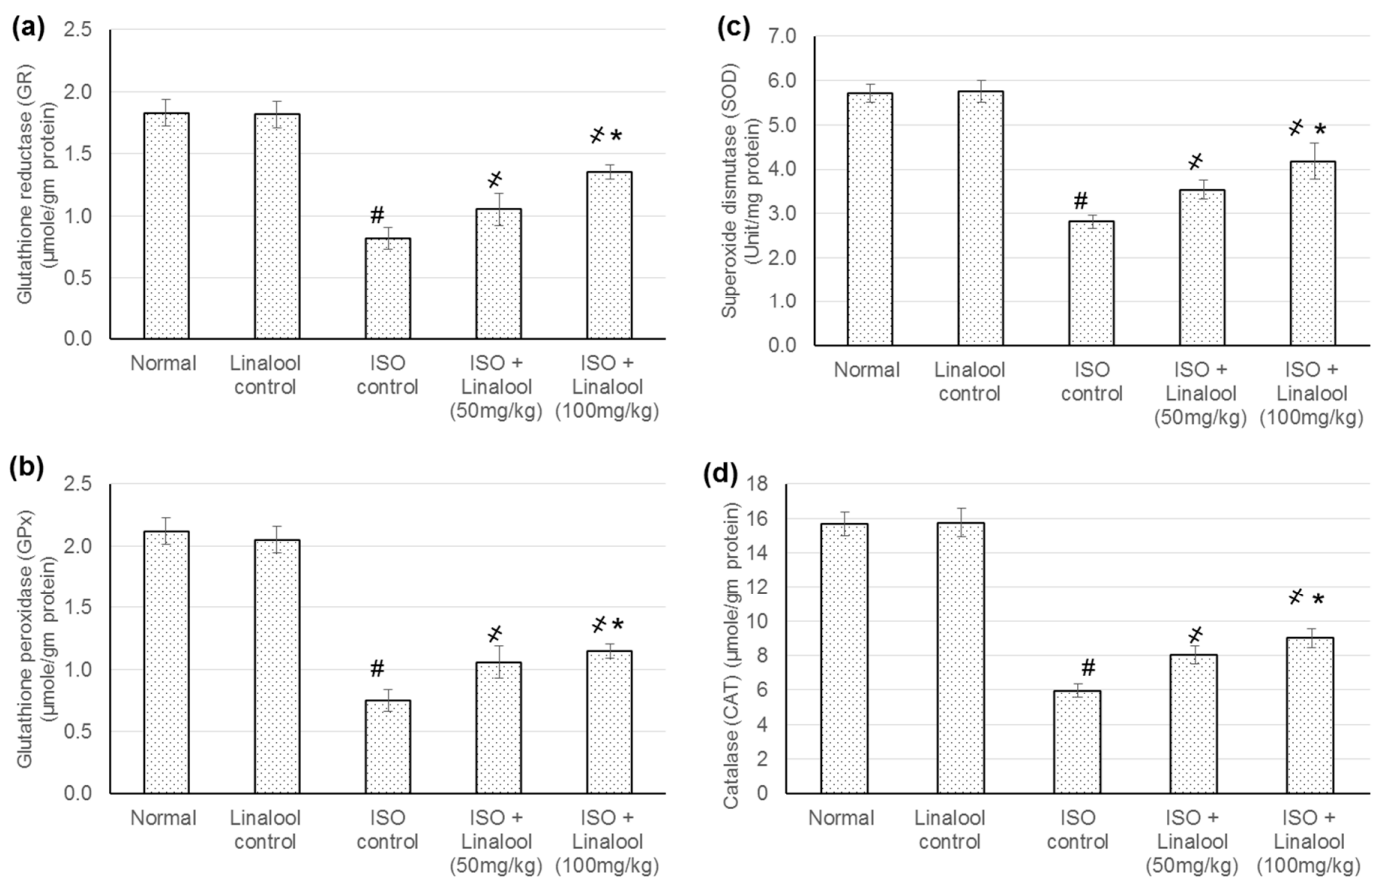 (a)
Glutathione reductase (GR)
(µmole/gm protein)
2.5
2.0
1.5
1.0
0.5
0.0
#
≠
≠ *
Normal
Linalool
control
ISO
control
ISO +
Linalool
(50mg/kg)
ISO +
Linalool
(100mg/kg)
(c)
Superoxide dismutase (SOD)
(Unit/mg protein)
7.0
6.0
5.0
4.0
3.0
2.0
1.0
0.0
#
≠
≠ *
Normal
Linalool
control
ISO
control
ISO +
Linalool
(50mg/kg)
ISO +
Linalool
(100mg/kg)
(b)
Glutathione peroxidase (GPx)
(µmole/gm protein)
2.5
2.0
1.5
1.0
0.5
0.0
#
≠
≠ *
Normal
Linalool
control
ISO
control
ISO +
Linalool
(50mg/kg)
ISO +
Linalool
(100mg/kg)
(d)
Catalase (CAT) (µmole/gm protein)
18
16
14
12
10
8
6
4
2
0
#
≠
≠ *
Normal
Linalool
control
ISO
control
ISO +
Linalool
(50mg/kg)
ISO +
Linalool
(100mg/kg)